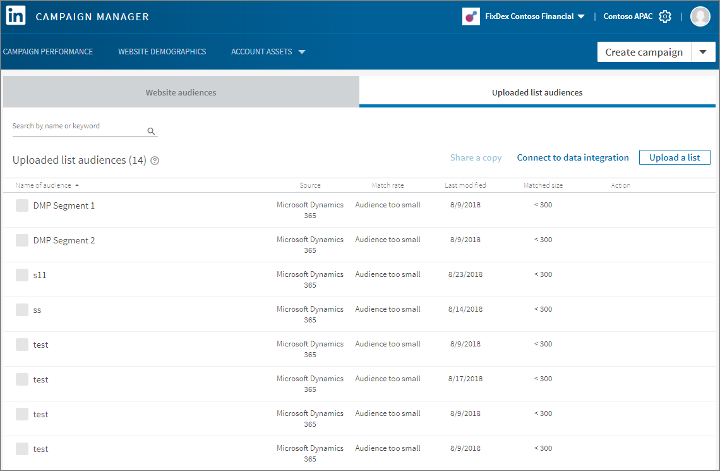 in CAMPAIGN MANAGER FixDex Contoso Financial Contoso APAC
CAMPAIGN PERFORMANCE WEBSITE DEMOGRAPHICS ACCOUNT ASSETS Create campaign
Website audiences Uploaded list audiences
Search by name or keyword
Uploaded list audiences (14) Share a copy Connect to data integration Upload a list
Name of audience Source Match rate Last modified Matched size Action
DMP Segment 1 Microsoft Dynamics Audience too small 8/9/2018 < 300
365
DMP Segment 2 Microsoft Dynamics Audience too small 8/9/2018 < 300
365
s11 Microsoft Dynamics Audience too small 8/23/2018 < 300
365
ss Microsoft Dynamics Audience too small 8/14/2018 < 300
365
test Microsoft Dynamics Audience too small 8/9/2018 < 300
365
test Microsoft Dynamics Audience too small 8/17/2018 < 300
365
test Microsoft Dynamics Audience too small 8/9/2018 < 300
365
test Microsoft Dynamics Audience too small 8/9/2018 < 300
365